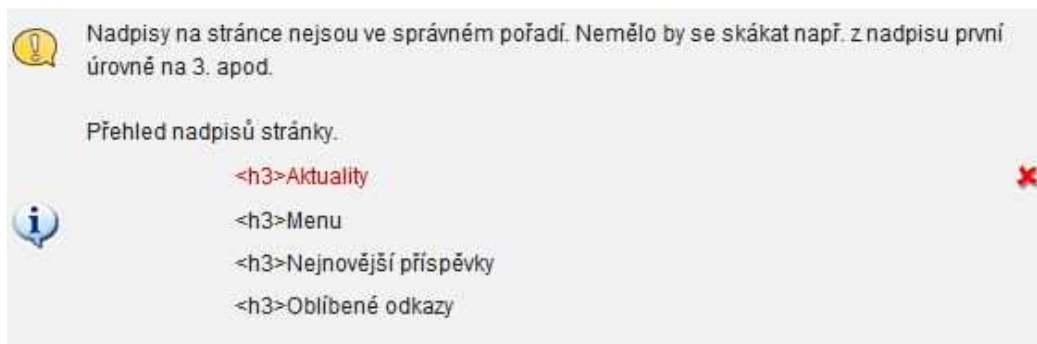 Nadpisy na stránce nejsou ve správném pořadí. Nemělo by se skákat např. z nadpisu první
úrovně na 3. apod.
Přehled nadpisů stránky.
<h3>Aktuality
<h3>Menu
<h3>Nejnovější příspěvky
<h3>Oblíbené odkazy